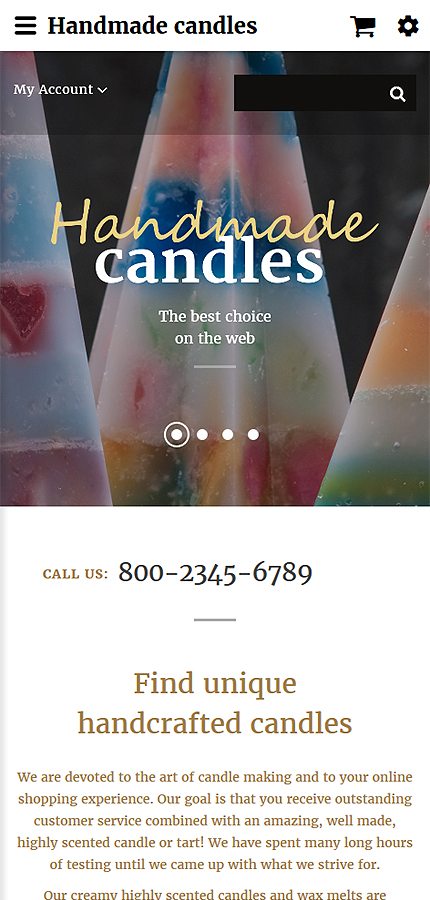 Handmade candles
My Account
Handmade
candles
The best choice
on the web
CALL US: 800-2345-6789
Find unique
handcrafted candles
We are devoted to the art of candle making and to your online
shopping experience. Our goal is that you receive outstanding
customer service combined with an amazing, well made,
highly scented candle or tart! We have spent many long hours
of testing until we came up with what we strive for.
Our creamy highly scented candles and wax melts are